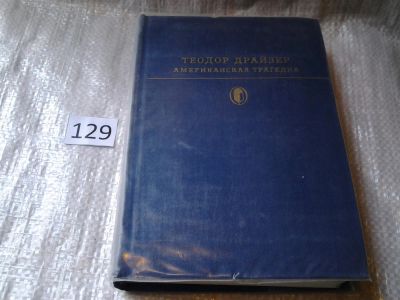 ТЕОДОР ДРАЙЗЕР
АМЕРИКАНСКАЯ ТРАГЕДИЯ
129